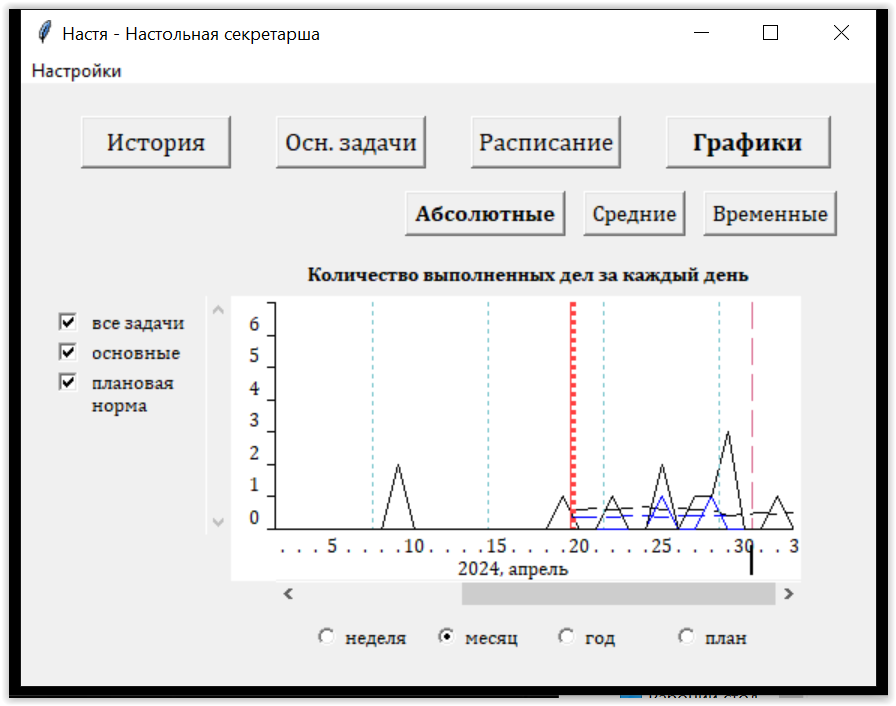 Настя - Настольная секретарша
Настройки
История Осн. задачи Расписание Графики
Абсолютные Средние Временные
Количество выполненных дел за каждый день
все задачи
основные
плановая
норма
6
5
4
3
2
1
0
. . . 5 . . . .10 . . . .15 . . . .20 . . . .25 . . . .30 . . 3
2024, апрель
неделя месяц год план